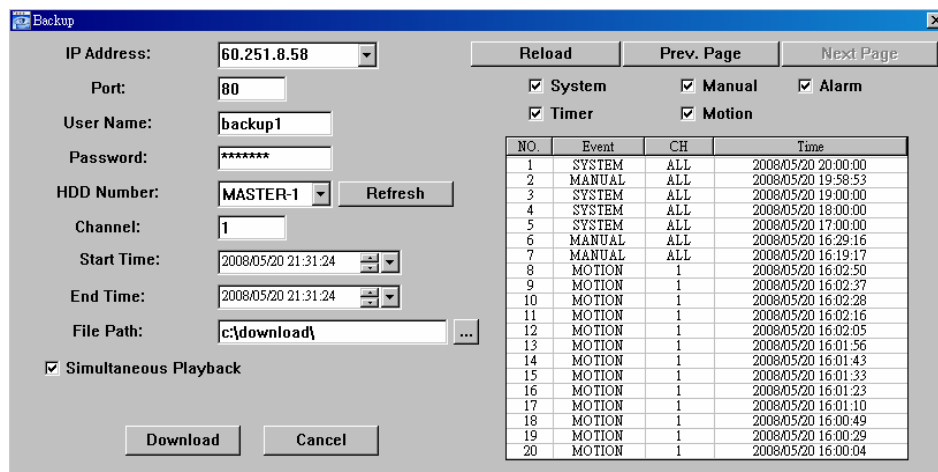 Backup
IP Address: 60.251.8.58
Port: 80
User Name: backup1
Password: *******
HDD Number: MASTER-1 Refresh
Channel: 1
Start Time: 2008/05/20 21:31:24
End Time: 2008/05/20 21:31:24
File Path: c:\download\ ...
Simultaneous Playback
Download Cancel
Reload Prev. Page Next Page
System Manual Alarm
Timer Motion
NO. Event CH Time
1 SYSTEM ALL 2008/05/20 20:00:00
2 MANUAL ALL 2008/05/20 19:58:53
3 SYSTEM ALL 2008/05/20 19:00:00
4 SYSTEM ALL 2008/05/20 18:00:00
5 SYSTEM ALL 2008/05/20 17:00:00
6 MANUAL ALL 2008/05/20 16:29:16
7 MANUAL ALL 2008/05/20 16:19:17
8 MOTION 1 2008/05/20 16:02:50
9 MOTION 1 2008/05/20 16:02:37
10 MOTION 1 2008/05/20 16:02:28
11 MOTION 1 2008/05/20 16:02:16
12 MOTION 1 2008/05/20 16:02:05
13 MOTION 1 2008/05/20 16:01:56
14 MOTION 1 2008/05/20 16:01:43
15 MOTION 1 2008/05/20 16:01:33
16 MOTION 1 2008/05/20 16:01:23
17 MOTION 1 2008/05/20 16:01:10
18 MOTION 1 2008/05/20 16:00:49
19 MOTION 1 2008/05/20 16:00:29
20 MOTION 1 2008/05/20 16:00:04